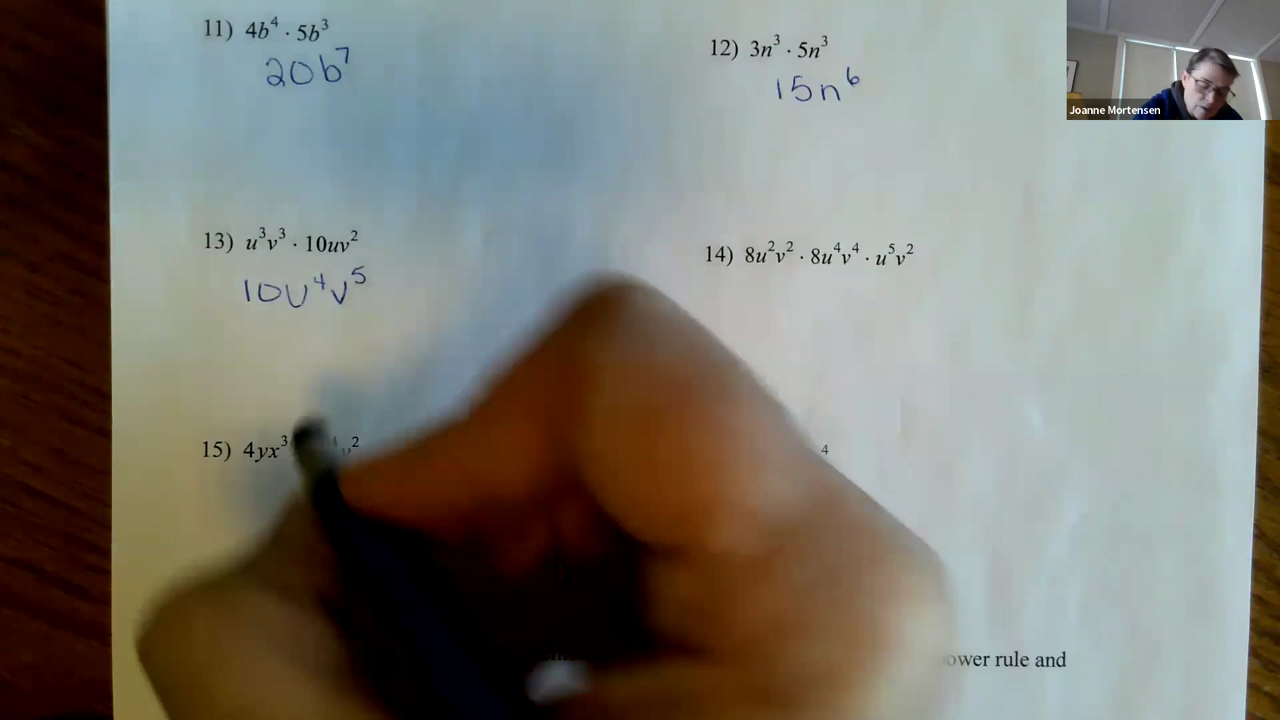 11) 4b⁴ · 5b³
20b⁷
12) 3n³ · 5n³
15n⁶
Joanne Mortensen
13) u³v³ · 10uv²
10u⁴v⁵
14) 8u²v² · 8u⁴v⁴ · u⁵v²
15) 4yx³
rule and